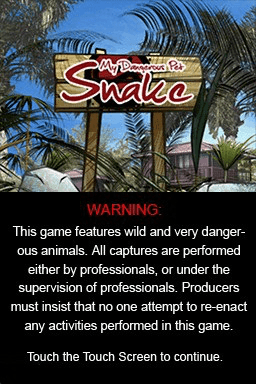 My Dangerous Pet
Snake
WARNING:
This game features wild and very danger-
ous animals. All captures are performed
either by professionals, or under the
supervision of professionals. Producers
must insist that no one attempt to re-enact
any activities performed in this game.
Touch the Touch Screen to continue.